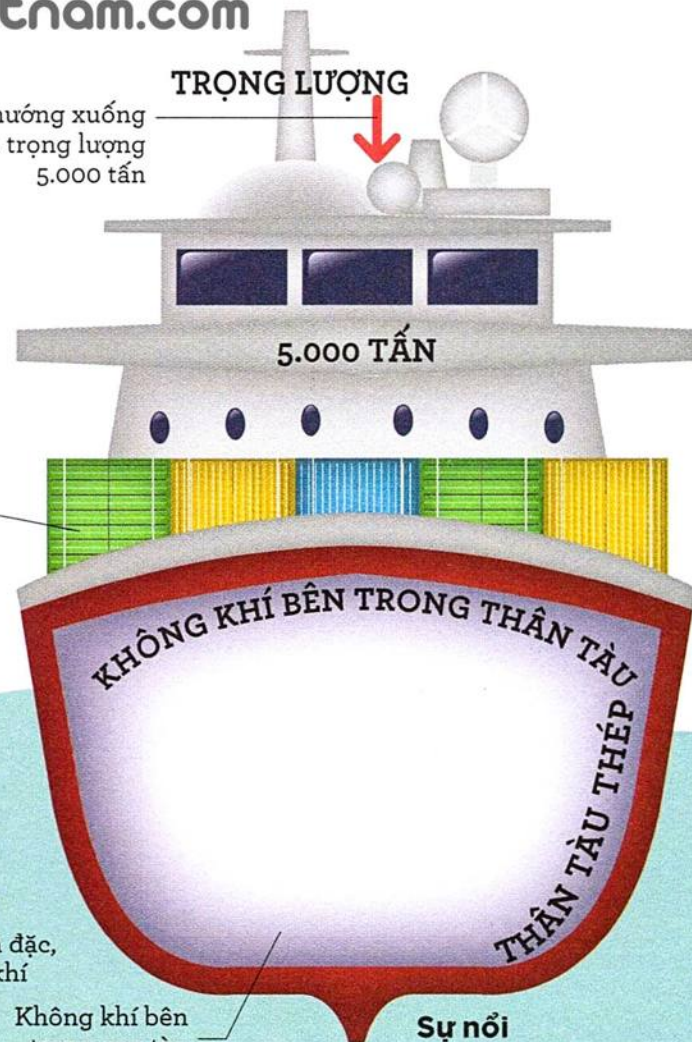 tnam.com
TRỌNG LƯỢNG
hướng xuống
trọng lượng
5.000 tấn
5.000 TẤN
KHÔNG KHÍ BÊN TRONG THÂN TÀU
THÂN TÀU THÉP
đặc,
khí
Không khí bên
Sự nổi